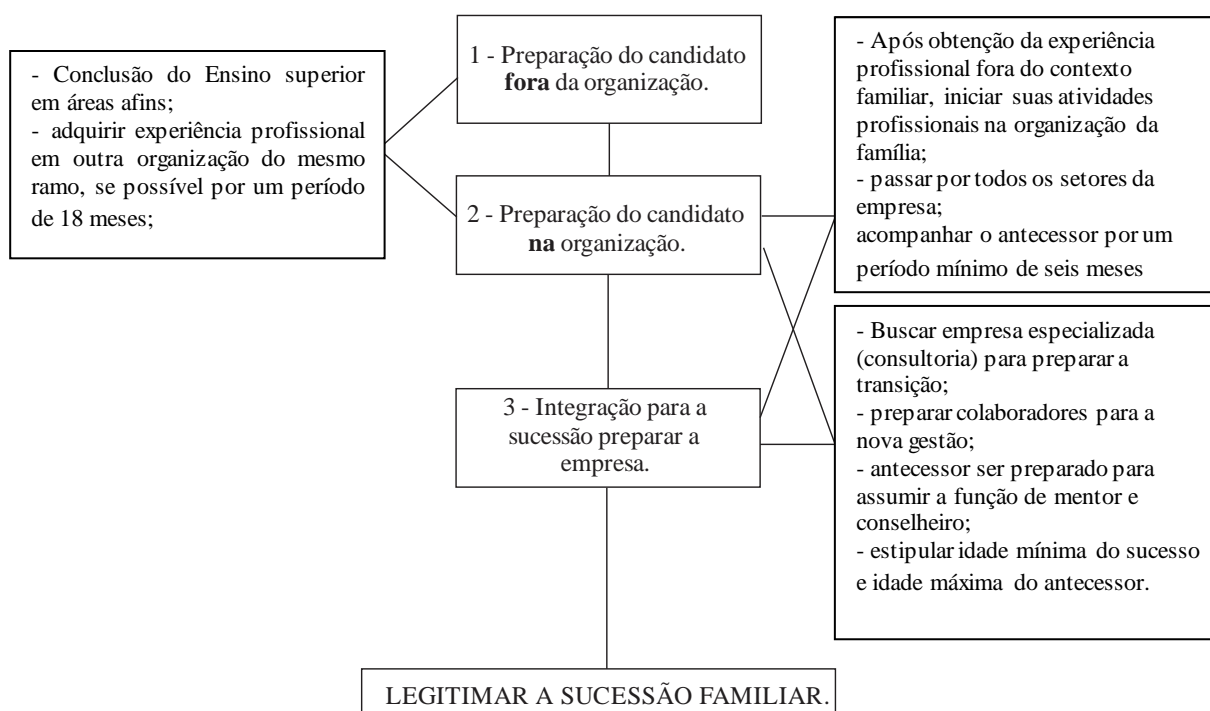 - Conclusão do Ensino superior
em áreas afins;
- adquirir experiência profissional
em outra organização do mesmo
ramo, se possível por um período
de 18 meses;
1 - Preparação do candidato
fora da organização.
2 - Preparação do candidato
na organização.
3 - Integração para a
sucessão preparar a
empresa.
- Após obtenção da experiência
profissional fora do contexto
familiar, iniciar suas atividades
profissionais na organização da
família;
- passar por todos os setores da
empresa;
acompanhar o antecessor por um
período mínimo de seis meses
- Buscar empresa especializada
(consultoria) para preparar a
transição;
- preparar colaboradores para a
nova gestão;
- antecessor ser preparado para
assumir a função de mentor e
conselheiro;
- estipular idade mínima do sucesso
e idade máxima do antecessor.
LEGITIMAR A SUCESSÃO FAMILIAR.